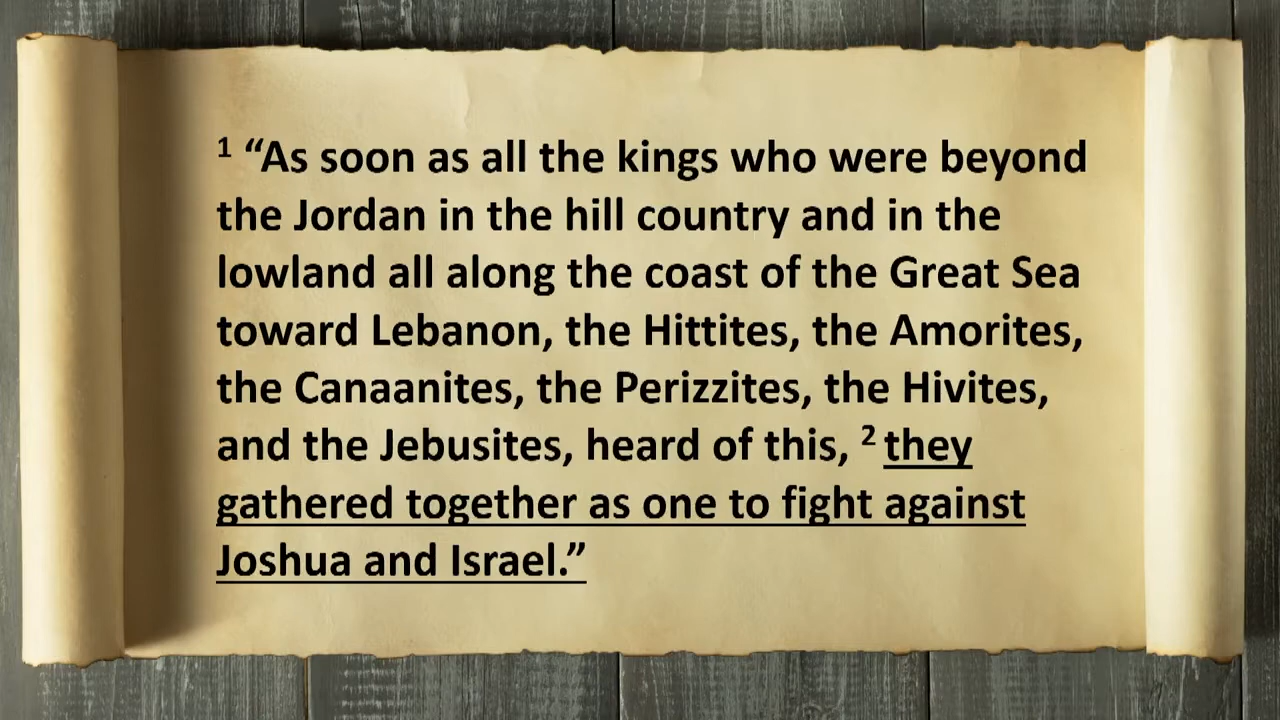 ¹ “As soon as all the kings who were beyond
the Jordan in the hill country and in the
lowland all along the coast of the Great Sea
toward Lebanon, the Hittites, the Amorites,
the Canaanites, the Perizzites, the Hivites,
and the Jebusites, heard of this, ² they
gathered together as one to fight against
Joshua and Israel.”